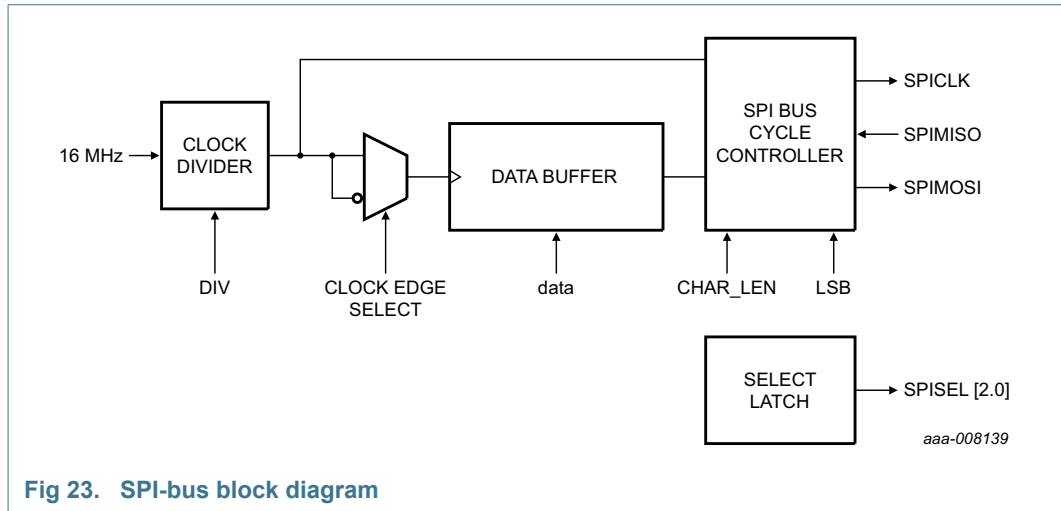 16 MHz
CLOCK
DIVIDER
DIV
CLOCK EDGE
SELECT
DATA BUFFER
data
SPI BUS
CYCLE
CONTROLLER
CHAR_LEN
LSB
SPICLK
SPIMISO
SPIMOSI
SELECT
LATCH
SPISEL [2.0]
aaa-008139
Fig 23. SPI-bus block diagram